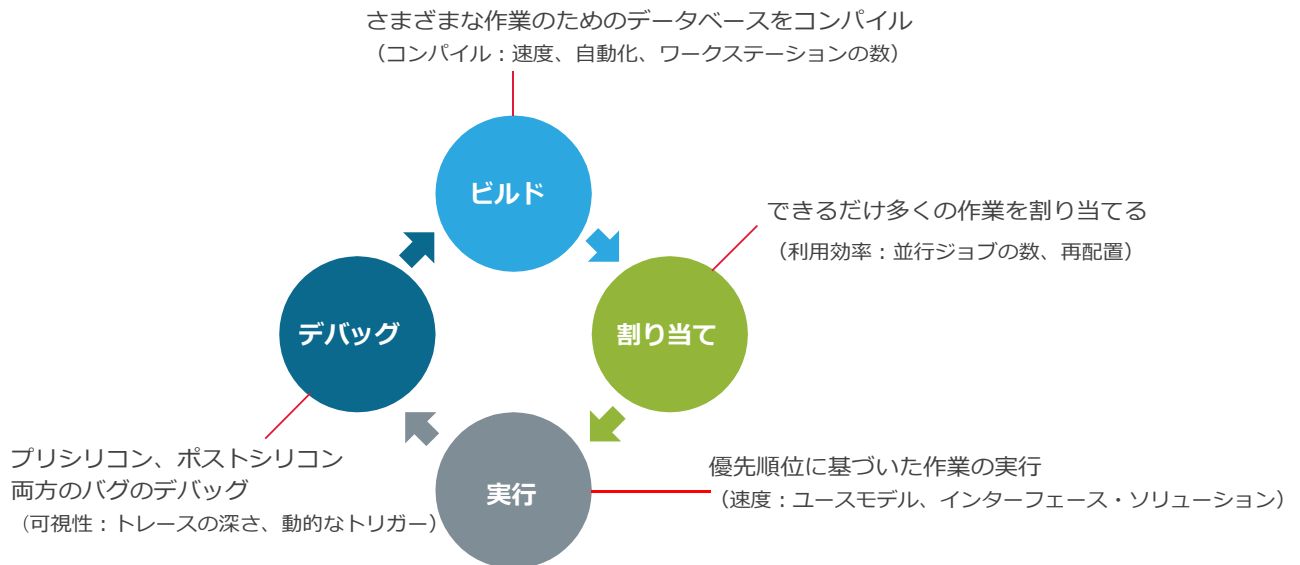 さまざまな作業のためのデータベースをコンパイル
（コンパイル：速度、自動化、ワークステーションの数）
ビルド
できるだけ多くの作業を割り当てる
（利用効率：並行ジョブの数、再配置）
デバッグ
割り当て
プリシリコン、ポストシリコン
両方のバグのデバッグ
（可視性：トレースの深さ、動的なトリガー）
実行
優先順位に基づいた作業の実行
（速度：ユースモデル、インターフェース・ソリューション）